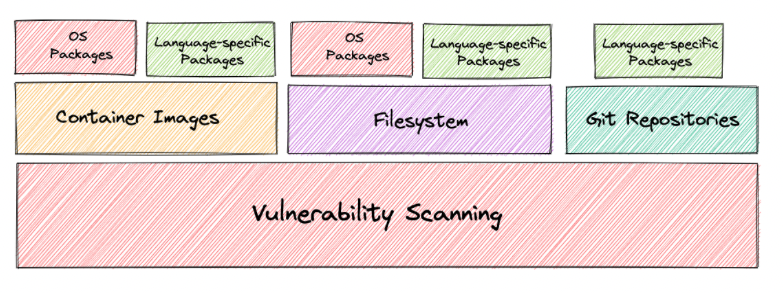 OS
Packages
Language-specific
Packages
OS
Packages
Language-specific
Packages
Language-specific
Packages
Container Images
Filesystem
Git Repositories
Vulnerability Scanning